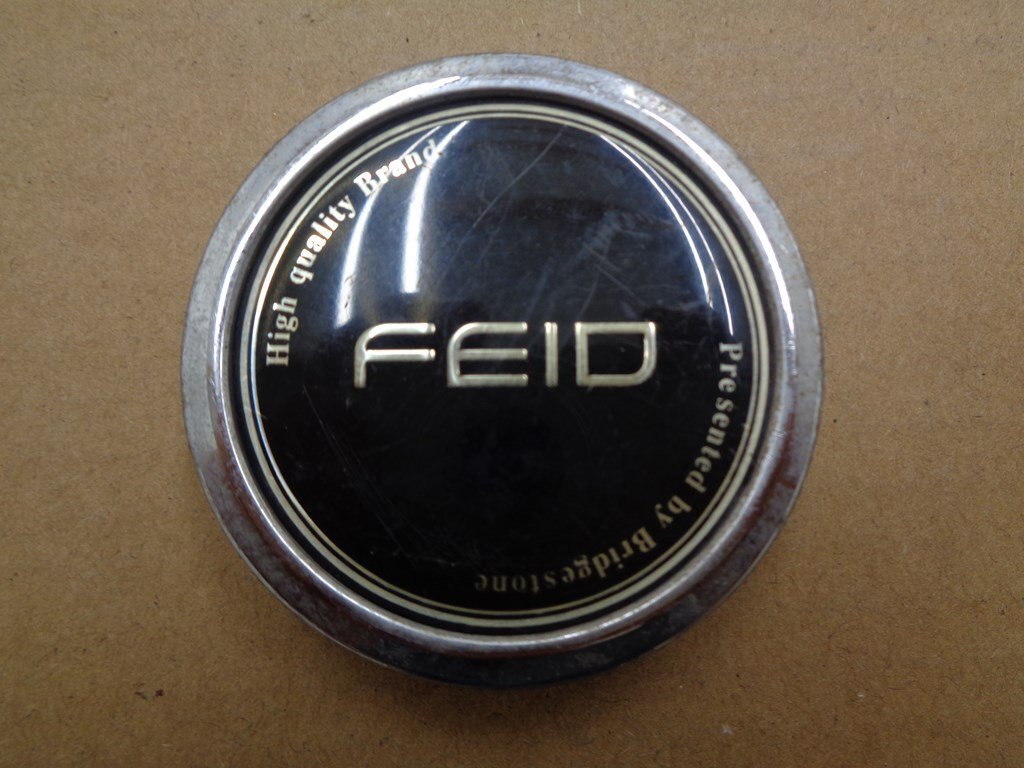 High quality Brand
FEID
Presented by Bridgestone